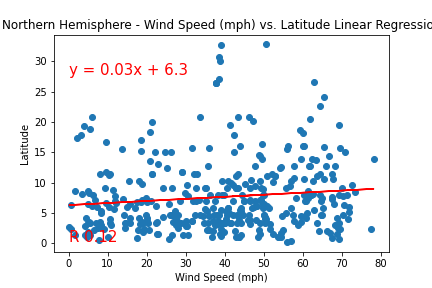 Northern Hemisphere - Wind Speed (mph) vs. Latitude Linear Regressio
y = 0.03x + 6.3
R 0.12
Latitude
30
25
20
15
10
5
0
0 10 20 30 40 50 60 70 80
Wind Speed (mph)